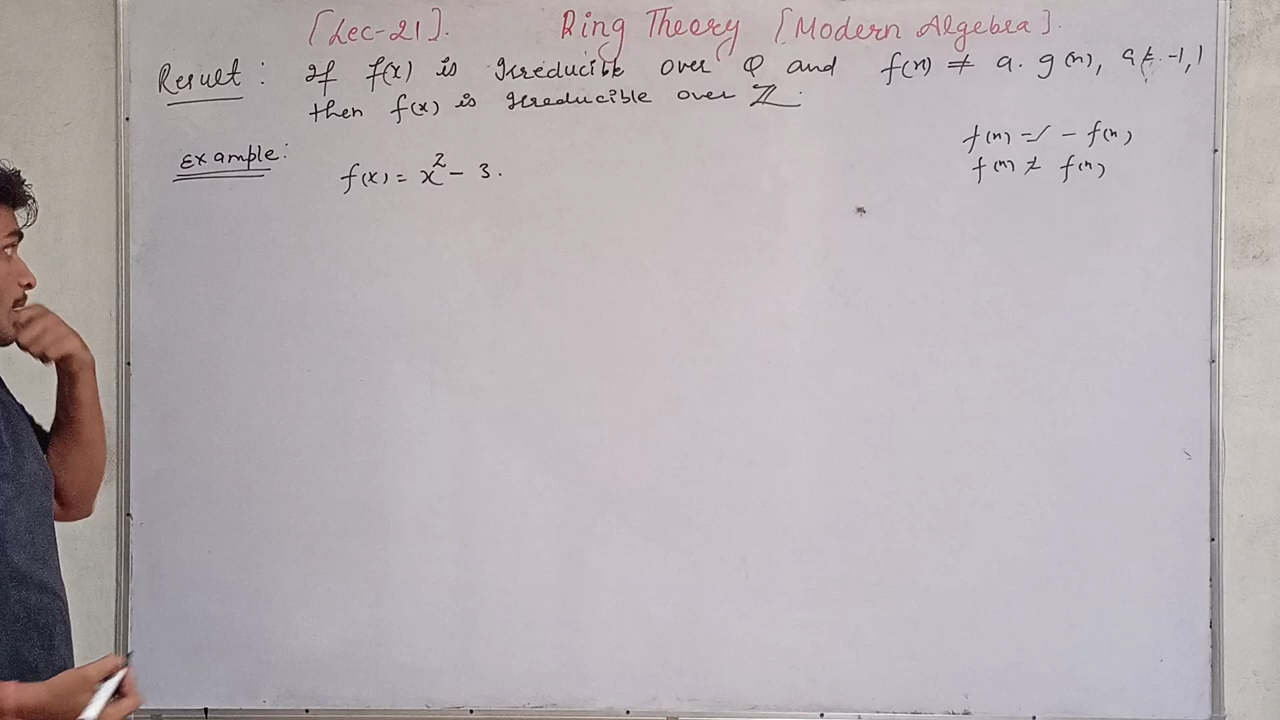 [Lec-21]. Ring Theory [Modern Algebra].
Result: If f(x) is Irreducible over Q and f(x) ≠ a. g(x), a ≠ -1, 1
then f(x) is Irreducible over Z.
f(x) = - f(x)
f(x) ≠ f(x)
Example: f(x) = x² - 3.